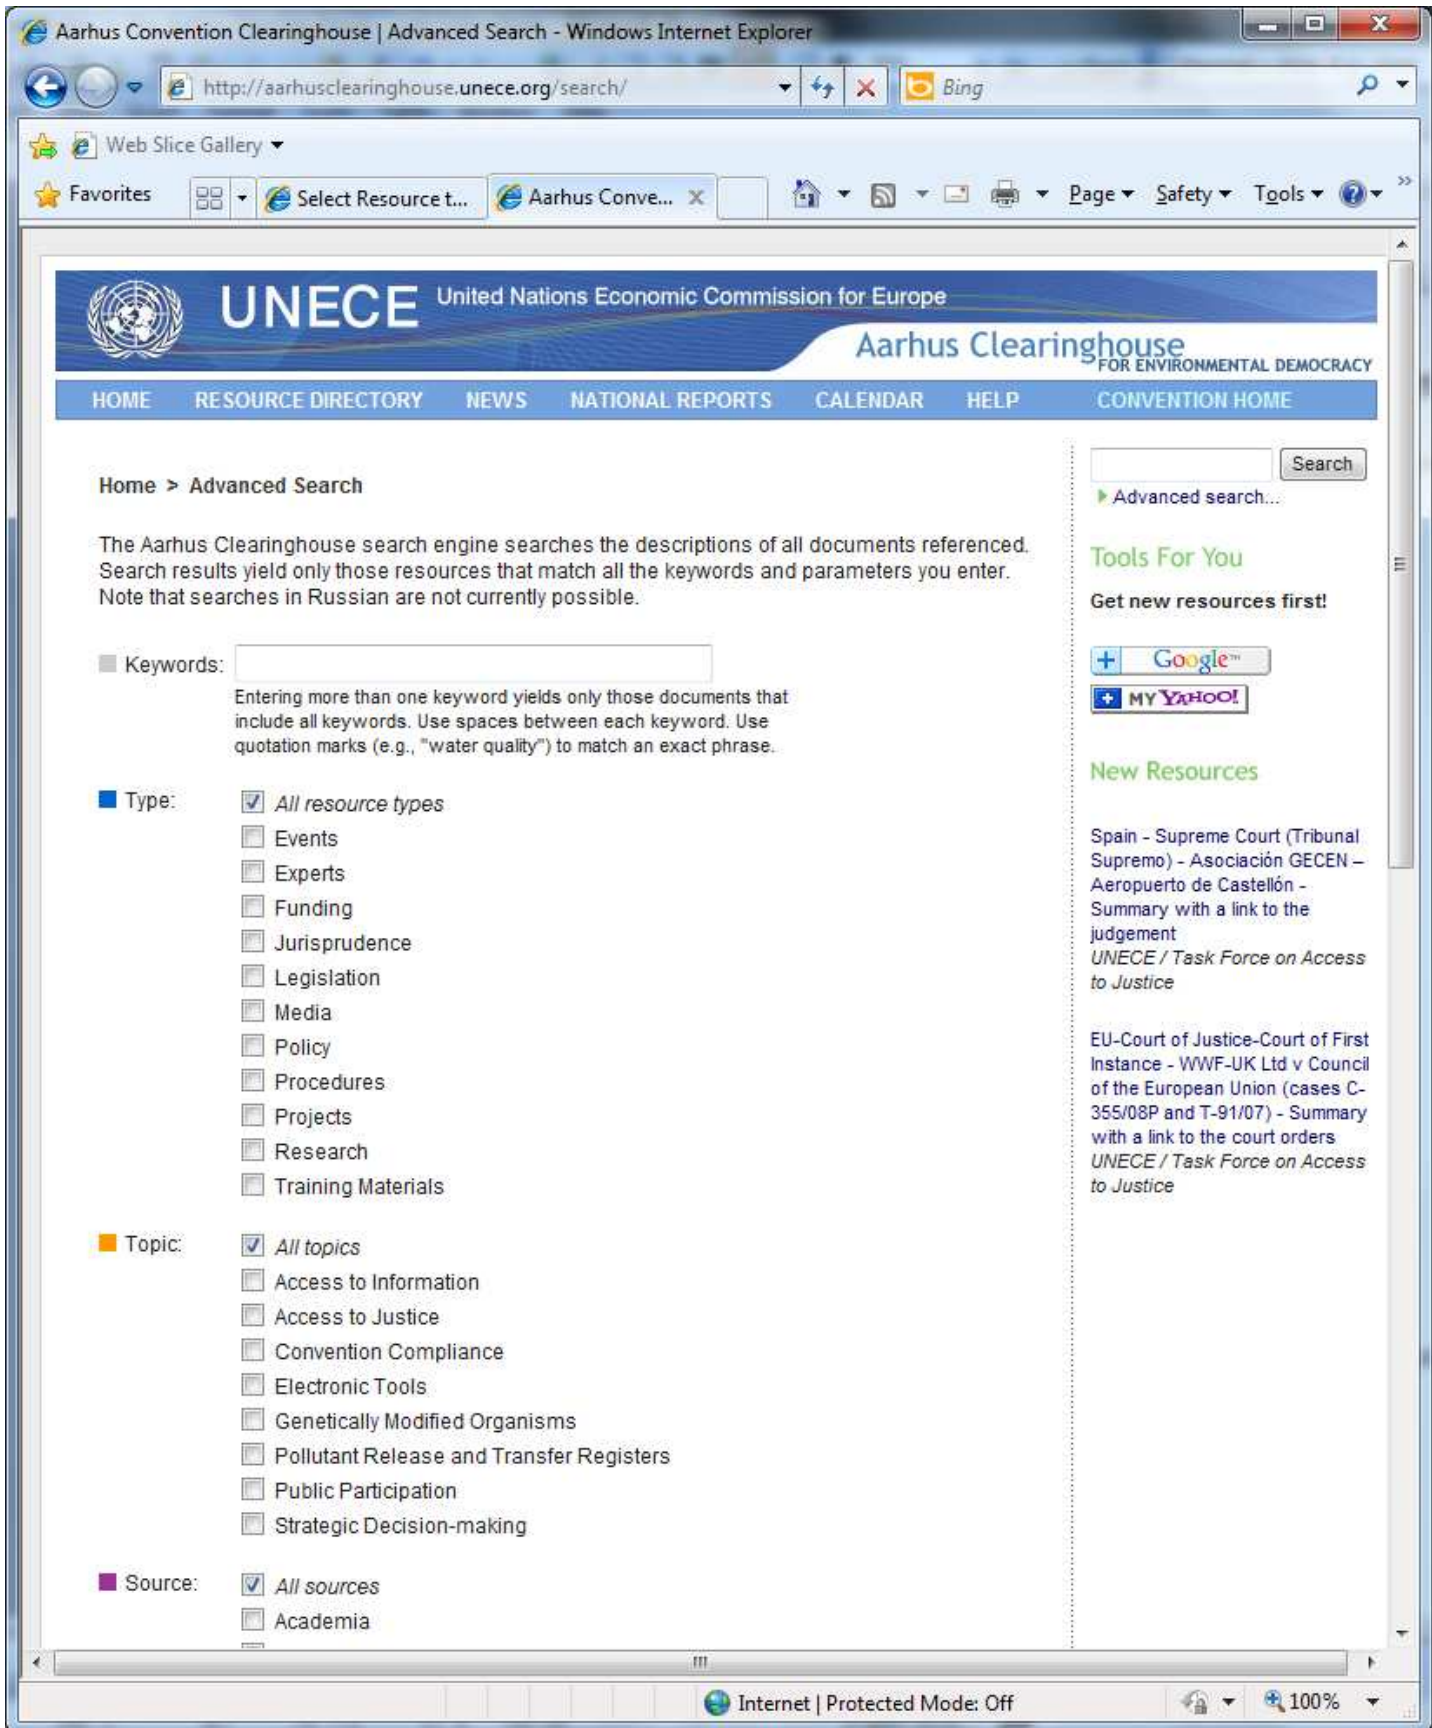 Aarhus Convention Clearinghouse | Advanced Search - Windows Internet Explorer
http://aarhusclearinghouse.unece.org/search/
Bing
Web Slice Gallery
Favorites
Select Resource t...
Aarhus Conve...
Page
Safety
Tools
UNECE United Nations Economic Commission for Europe
Aarhus Clearinghouse
FOR ENVIRONMENTAL DEMOCRACY
HOME RESOURCE DIRECTORY NEWS NATIONAL REPORTS CALENDAR HELP CONVENTION HOME
Home > Advanced Search
The Aarhus Clearinghouse search engine searches the descriptions of all documents referenced.
Search results yield only those resources that match all the keywords and parameters you enter.
Note that searches in Russian are not currently possible.
Keywords:
Entering more than one keyword yields only those documents that
include all keywords. Use spaces between each keyword. Use
quotation marks (e.g., "water quality") to match an exact phrase.
Type:
All resource types
Events
Experts
Funding
Jurisprudence
Legislation
Media
Policy
Procedures
Projects
Research
Training Materials
Topic:
All topics
Access to Information
Access to Justice
Convention Compliance
Electronic Tools
Genetically Modified Organisms
Pollutant Release and Transfer Registers
Public Participation
Strategic Decision-making
Source:
All sources
Academia
Search
Advanced search...
Tools For You
Get new resources first!
Google™
MY YAHOO!
New Resources
Spain - Supreme Court (Tribunal
Supremo) - Asociación GECEN –
Aeropuerto de Castellón -
Summary with a link to the
judgement
UNECE / Task Force on Access
to Justice
EU-Court of Justice-Court of First
Instance - WWF-UK Ltd v Council
of the European Union (cases C-
355/08P and T-91/07) - Summary
with a link to the court orders
UNECE / Task Force on Access
to Justice
Internet | Protected Mode: Off
100%